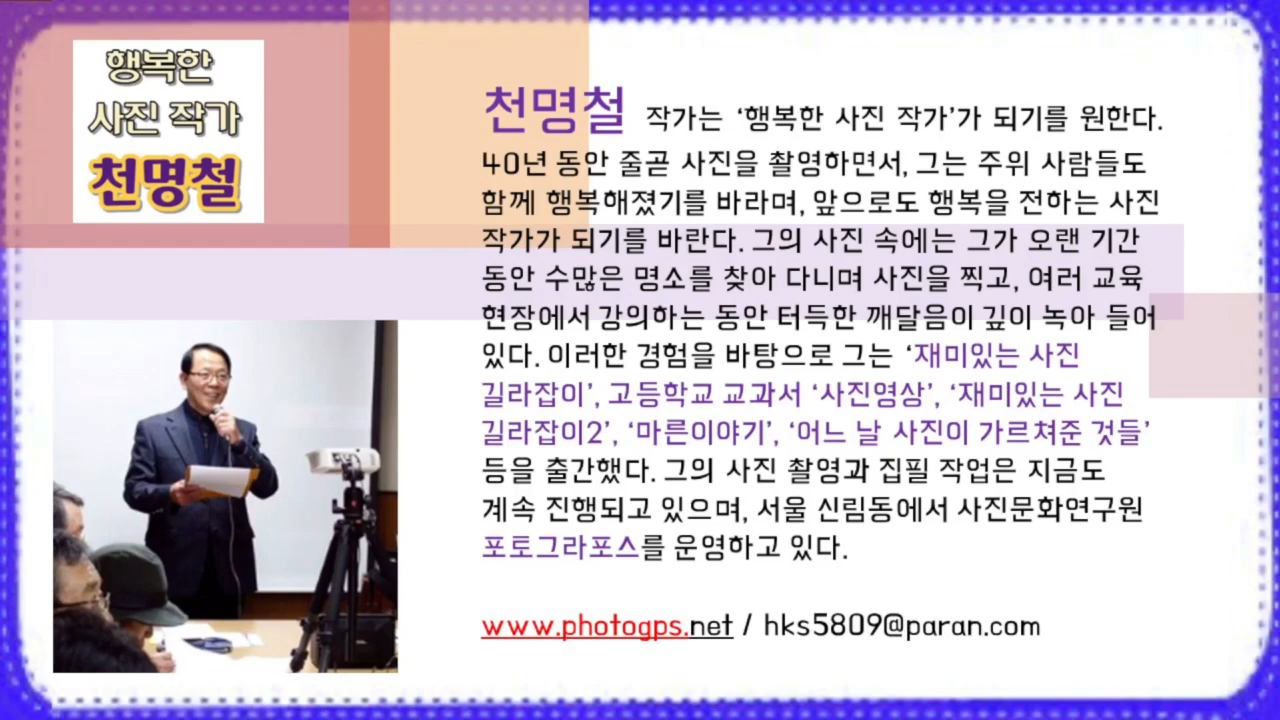 행복한
사진 작가
천명철
천명철 작가는 ‘행복한 사진 작가’가 되기를 원한다.
40년 동안 줄곧 사진을 촬영하면서, 그는 주위 사람들도
함께 행복해졌기를 바라며, 앞으로도 행복을 전하는 사진
작가가 되기를 바란다. 그의 사진 속에는 그가 오랜 기간
동안 수많은 명소를 찾아 다니며 사진을 찍고, 여러 교육
현장에서 강의하는 동안 터득한 깨달음이 깊이 녹아 들어
있다. 이러한 경험을 바탕으로 그는 ‘재미있는 사진
길라잡이’, 고등학교 교과서 ‘사진영상’, ‘재미있는 사진
길라잡이2’, ‘마른이야기’, ‘어느 날 사진이 가르쳐준 것들’
등을 출간했다. 그의 사진 촬영과 집필 작업은 지금도
계속 진행되고 있으며, 서울 신림동에서 사진문화연구원
포토그라포스를 운영하고 있다.
www.photogps.net / hks5809@paran.com